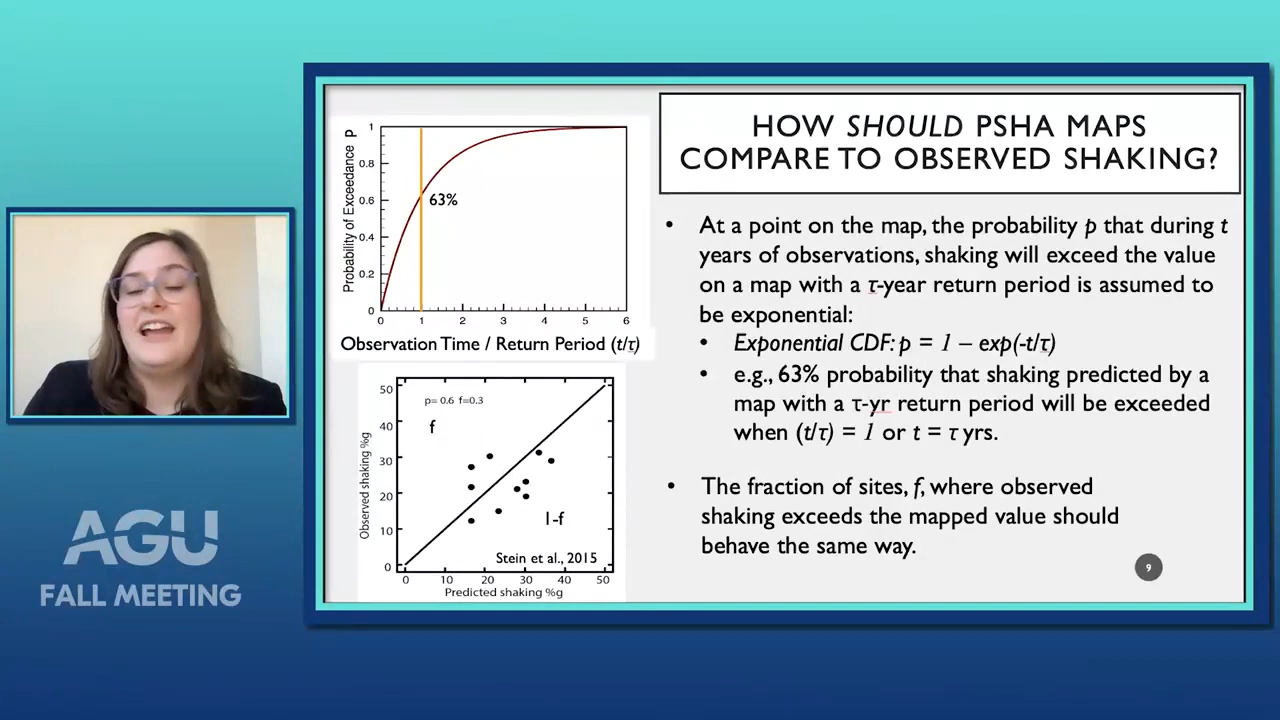 HOW SHOULD PSHA MAPS
COMPARE TO OBSERVED SHAKING?
Probability of Exceedance P
1
0.8
0.6
0.4
0.2
0
63%
0 1 2 3 4 5 6
Observation Time / Return Period (t/τ)
50
40
30
20
10
0
Observed shaking %g
p= 0.6 f=0.3
f
1-f
Stein et al., 2015
0 10 20 30 40 50
Predicted shaking %g
• At a point on the map, the probability p that during t
years of observations, shaking will exceed the value
on a map with a τ-year return period is assumed to
be exponential:
• Exponential CDF: p = 1 – exp(-t/τ)
• e.g., 63% probability that shaking predicted by a
map with a τ-yr return period will be exceeded
when (t/τ) = 1 or t = τ yrs.
• The fraction of sites, f, where observed
shaking exceeds the mapped value should
behave the same way.
9
AGU
FALL MEETING